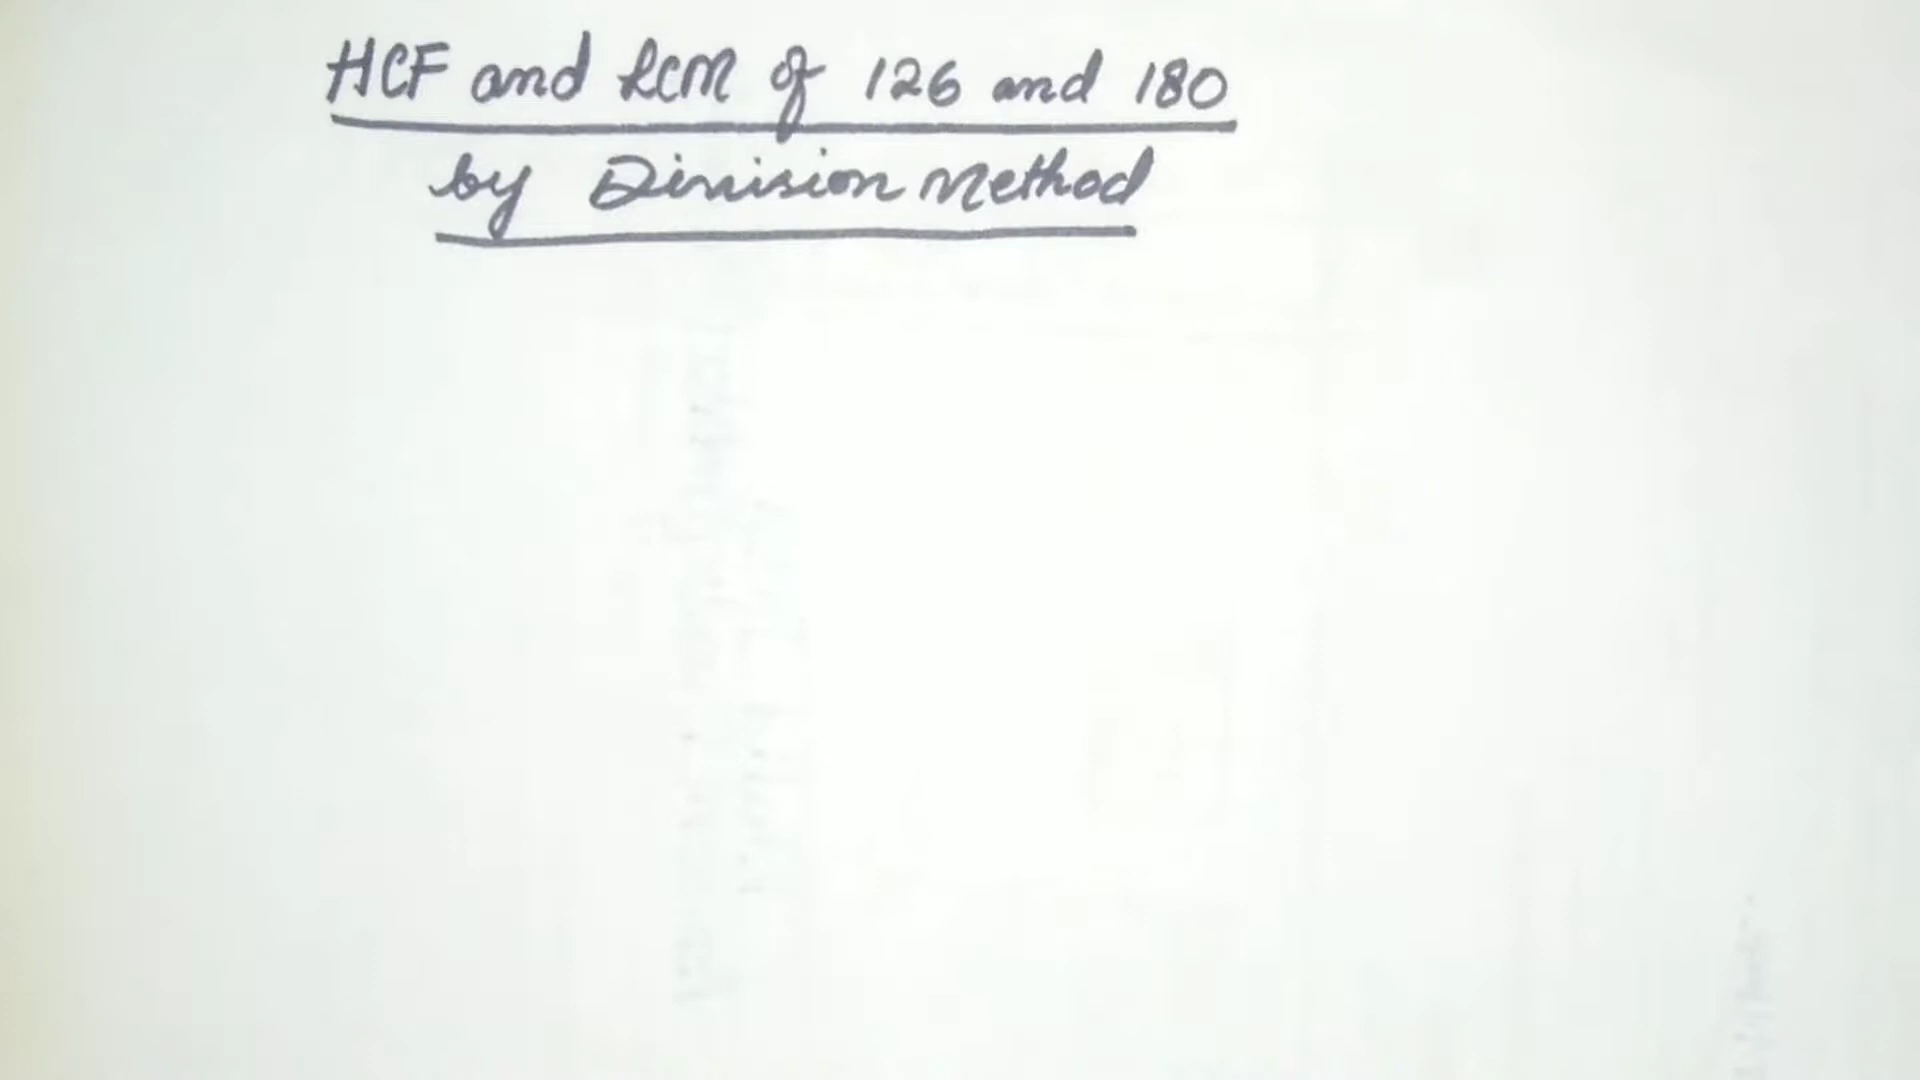 HCF and LCM of 126 and 180
by Division Method